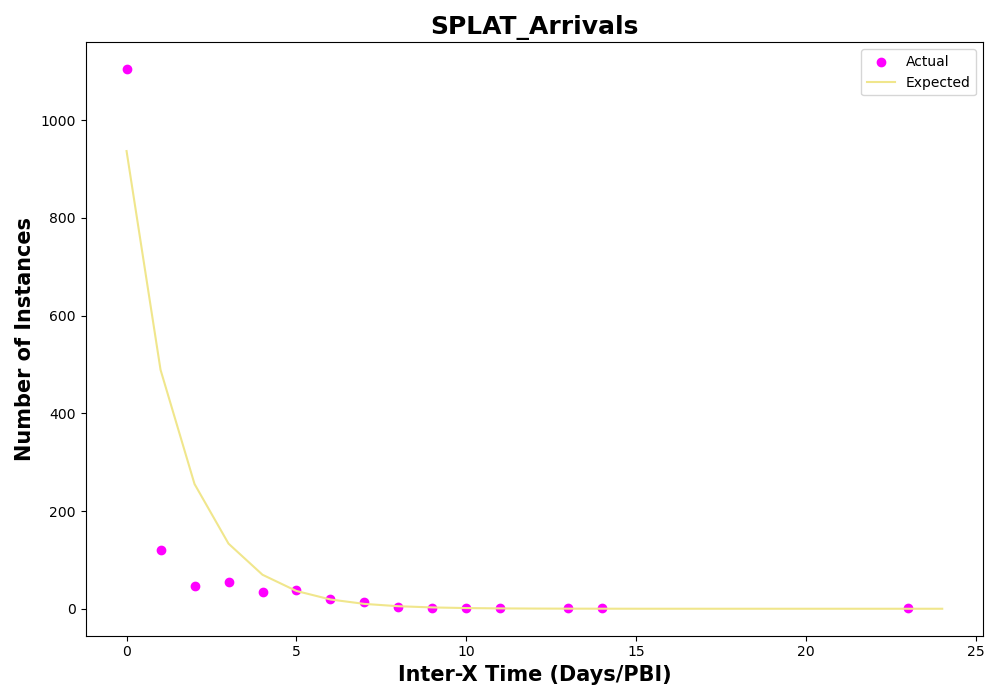 SPLAT_Arrivals
Actual
Expected
Number of Instances
1000
800
600
400
200
0
0 5 10 15 20 25
Inter-X Time (Days/PBI)